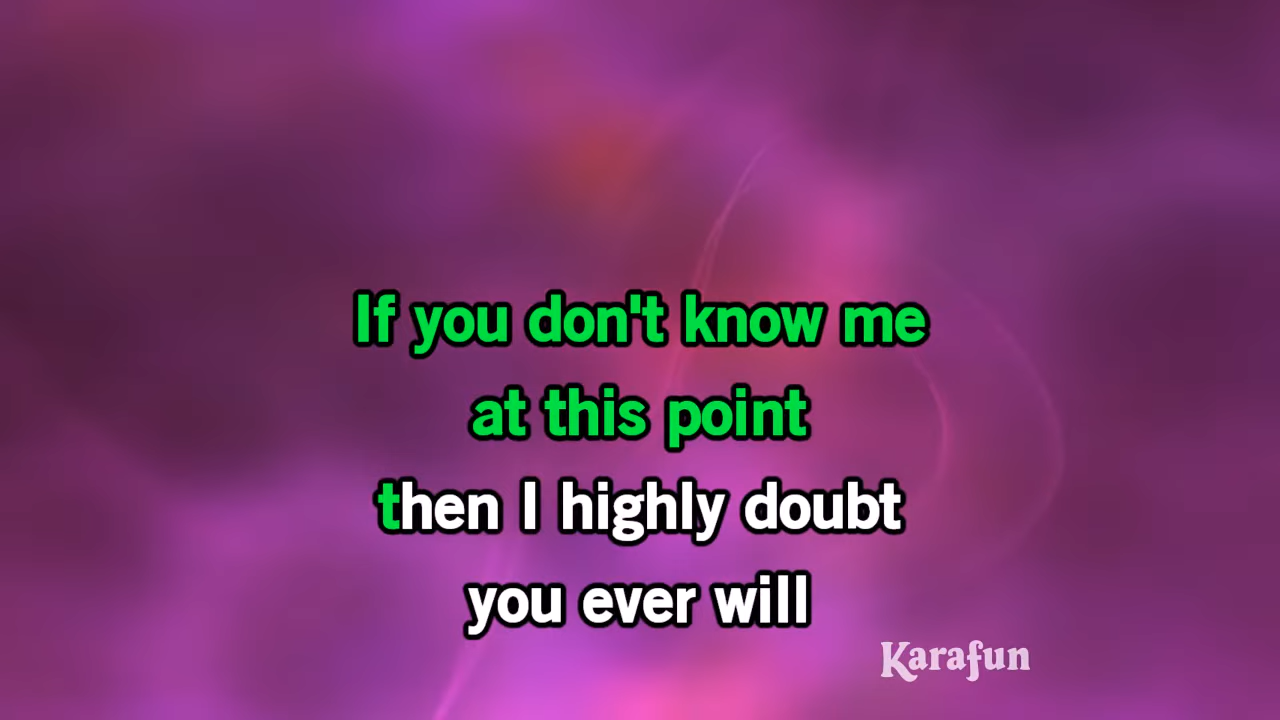 If you don't know me
at this point
then I highly doubt
you ever will
Karafun